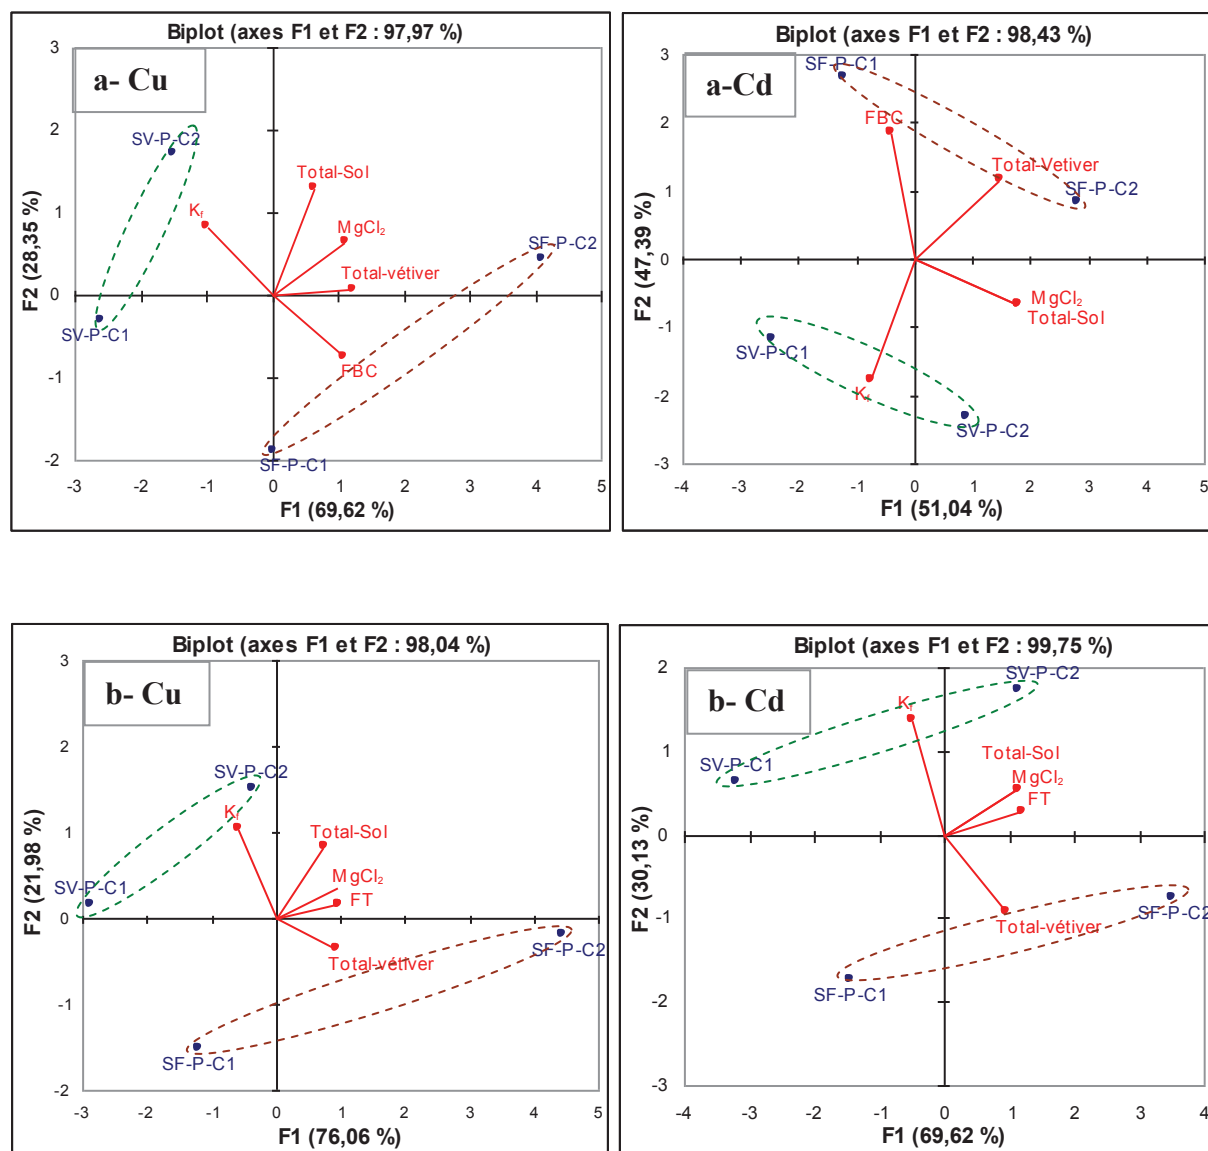 Biplot (axes F1 et F2 : 97,97 %)
a- Cu
3
2
1
0
-1
-2
F2 (28,35 %)
SV-P-C2
Total-Sol
Kf
MgCl2
SF-P-C2
Total-vétiver
SV-P-C1
FBC
SF-P-C1
-3 -2 -1 0 1 2 3 4 5
F1 (69,62 %)
Biplot (axes F1 et F2 : 98,43 %)
a-Cd
3
2
1
0
-1
-2
-3
F2 (47,39 %)
SF-P-C1
FBC
Total-Vetiver
SF-P-C2
MgCl2
Total-Sol
SV-P-C1
SV-P-C2
-4 -3 -2 -1 0 1 2 3 4 5
F1 (51,04 %)
Biplot (axes F1 et F2 : 98,04 %)
b- Cu
3
2
1
0
-1
-2
F2 (21,98 %)
SV-P-C2
Kf
Total-Sol
SV-P-C1
MgCl2
FT
SF-P-C2
Total-vétiver
SF-P-C1
-3 -2 -1 0 1 2 3 4 5
F1 (76,06 %)
Biplot (axes F1 et F2 : 99,75 %)
b- Cd
2
1
0
-1
-2
-3
F2 (30,13 %)
SV-P-C2
Total-Sol
SV-P-C1
MgCl2
FT
SF-P-C2
Total-vétiver
SF-P-C1
-4 -3 -2 -1 0 1 2 3 4
F1 (69,62 %)